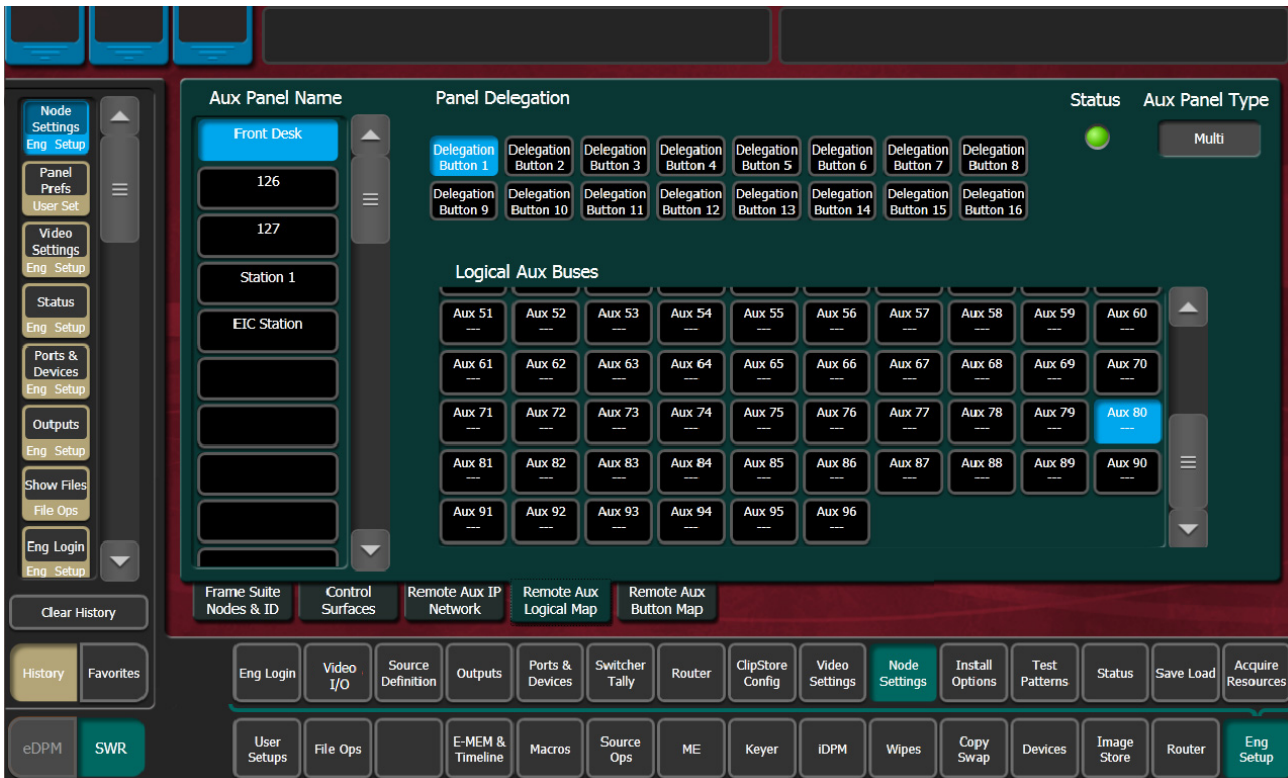 Node
Settings
Eng Setup
Panel
Prefs
User Set
Video
Settings
Eng Setup
Status
Eng Setup
Ports &
Devices
Eng Setup
Outputs
Eng Setup
Show Files
File Ops
Eng Login
Eng Setup
Clear History
History Favorites
eDPM SWR
Aux Panel Name
Front Desk
126
127
Station 1
EIC Station
Panel Delegation
Status Aux Panel Type
Multi
Delegation Delegation Delegation Delegation Delegation Delegation Delegation Delegation
Button 1 Button 2 Button 3 Button 4 Button 5 Button 6 Button 7 Button 8
Delegation Delegation Delegation Delegation Delegation Delegation Delegation Delegation
Button 9 Button 10 Button 11 Button 12 Button 13 Button 14 Button 15 Button 16
Logical Aux Buses
Aux 51 Aux 52 Aux 53 Aux 54 Aux 55 Aux 56 Aux 57 Aux 58 Aux 59 Aux 60
--- --- --- --- --- --- --- --- --- ---
Aux 61 Aux 62 Aux 63 Aux 64 Aux 65 Aux 66 Aux 67 Aux 68 Aux 69 Aux 70
--- --- --- --- --- --- --- --- --- ---
Aux 71 Aux 72 Aux 73 Aux 74 Aux 75 Aux 76 Aux 77 Aux 78 Aux 79 Aux 80
--- --- --- --- --- --- --- --- --- ---
Aux 81 Aux 82 Aux 83 Aux 84 Aux 85 Aux 86 Aux 87 Aux 88 Aux 89 Aux 90
--- --- --- --- --- --- --- --- --- ---
Aux 91 Aux 92 Aux 93 Aux 94 Aux 95 Aux 96
--- --- --- --- --- ---
Frame Suite Control Remote Aux IP Remote Aux Remote Aux
Nodes & ID Surfaces Network Logical Map Button Map
Eng Login Video I/O Source Definition Outputs Ports & Devices Switcher Tally Router ClipStore Config Video Settings Node Settings Install Options Test Patterns Status Save Load Acquire Resources
User Setups File Ops E-MEM & Timeline Macros Source Ops ME Keyer iDPM Wipes Copy Swap Devices Image Store Router Eng Setup